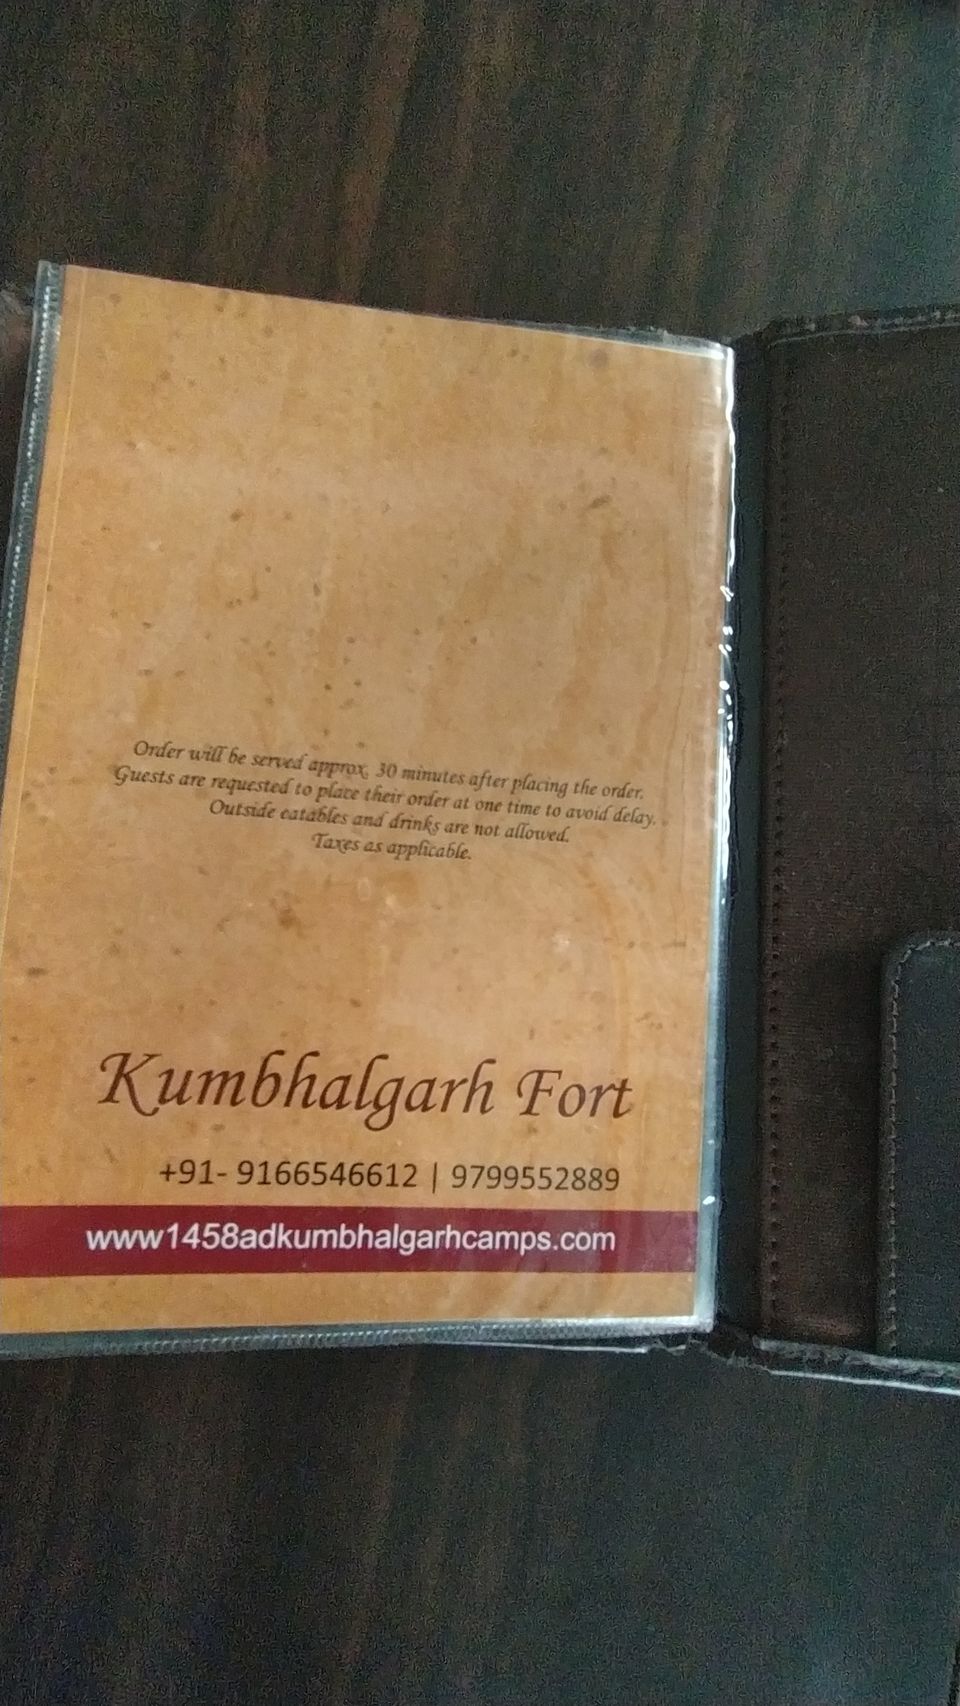 Order will be served approx. 30 minutes after placing the order.
Guests are requested to place their order at one time to avoid delay.
Outside eatables and drinks are not allowed.
Taxes as applicable.
Kumbhalgarh Fort
+91- 9166546612 | 9799552889
www1458adkumbhalgarhcamps.com